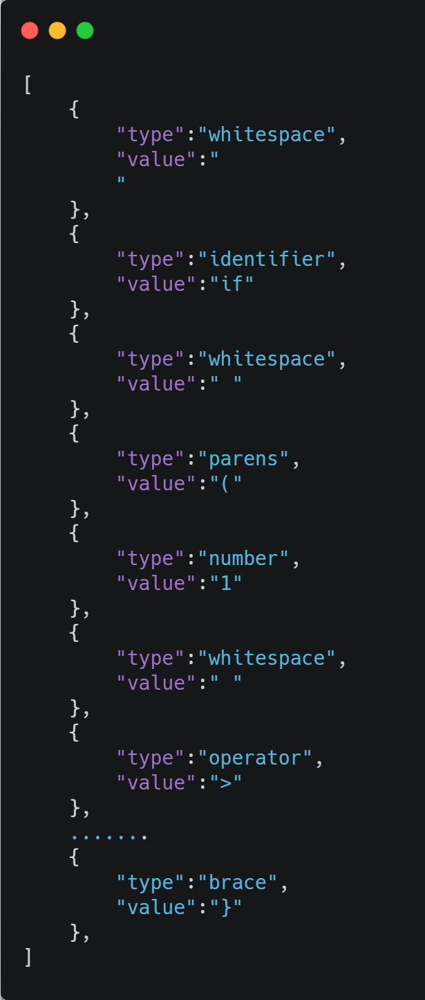 [
    {
        "type":"whitespace",
        "value":"
        "
    },
    {
        "type":"identifier",
        "value":"if"
    },
    {
        "type":"whitespace",
        "value":" "
    },
    {
        "type":"parens",
        "value":"("
    },
    {
        "type":"number",
        "value":"1"
    },
    {
        "type":"whitespace",
        "value":" "
    },
    {
        "type":"operator",
        "value":">"
    },
    .......
    {
        "type":"brace",
        "value":"}"
    },
]